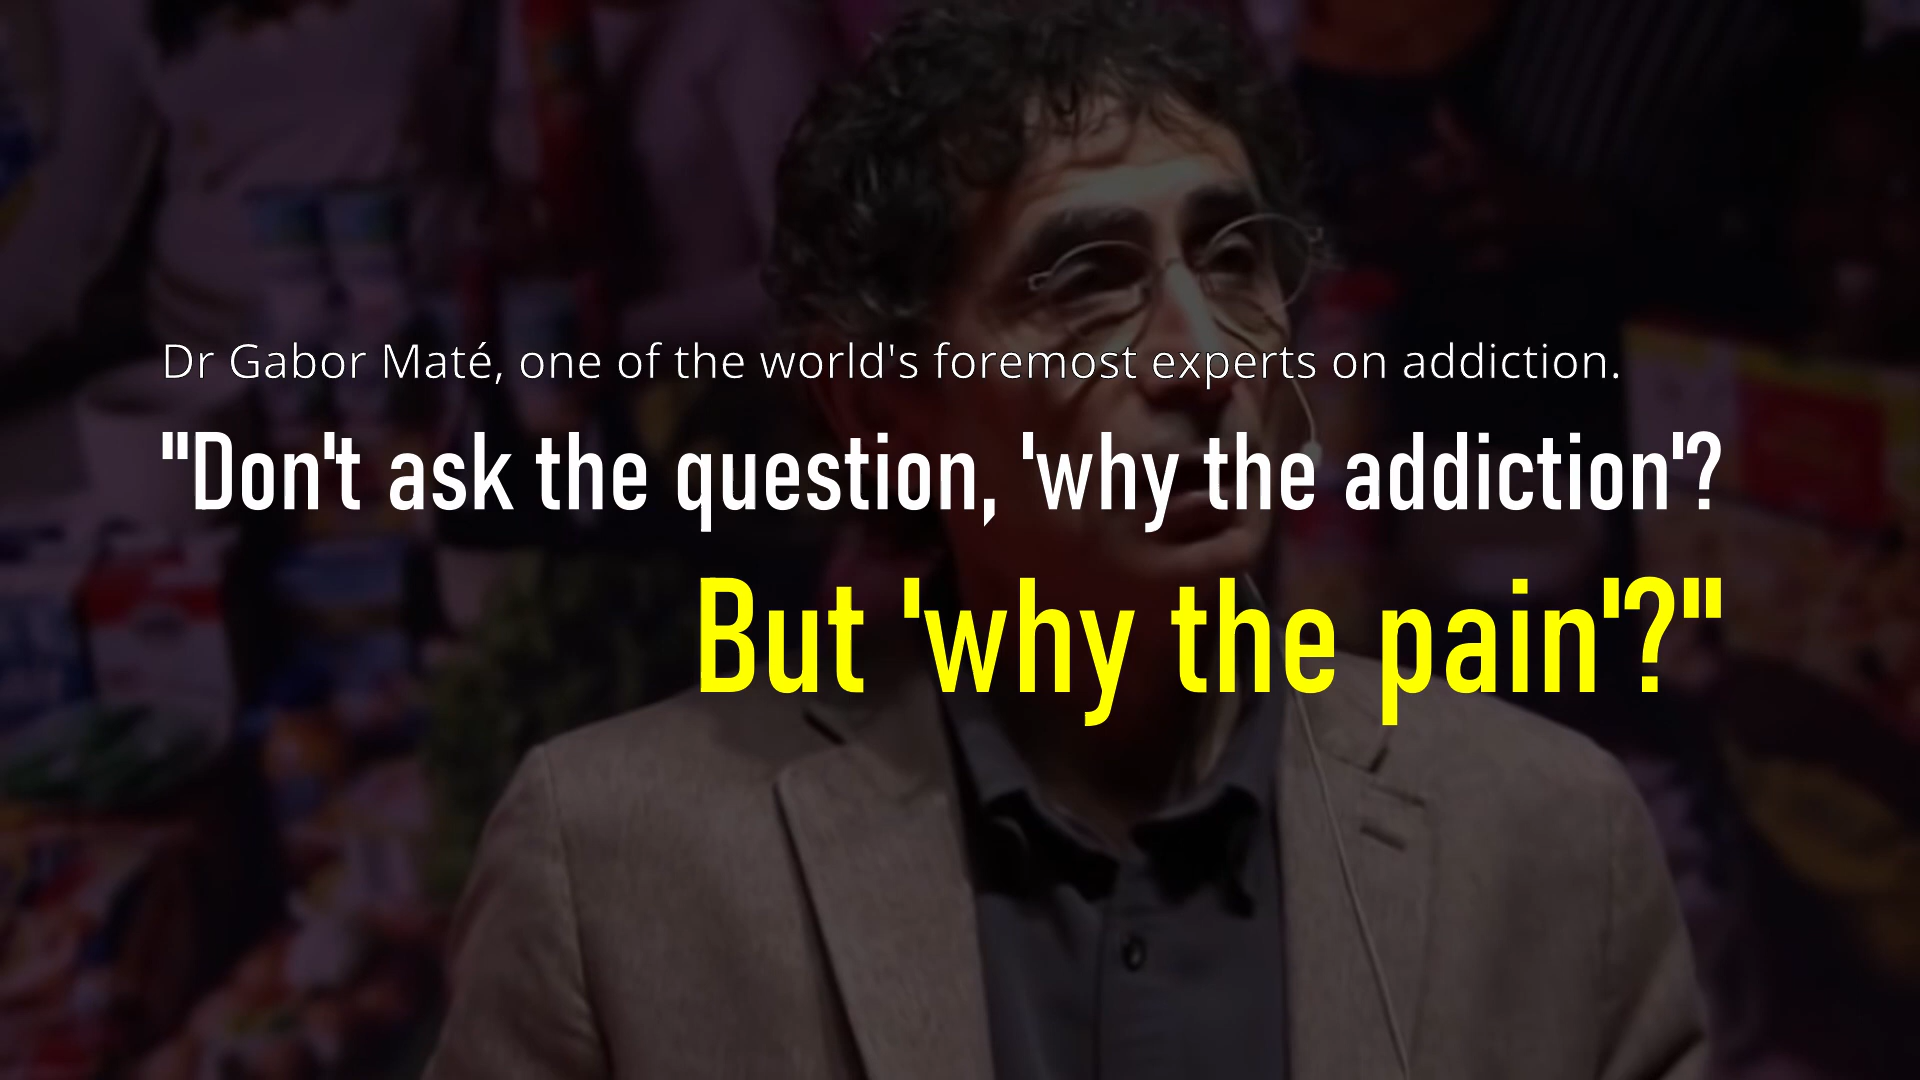 Dr Gabor Maté, one of the world's foremost experts on addiction.
"Don't ask the question, 'why the addiction'?
But 'why the pain'?"